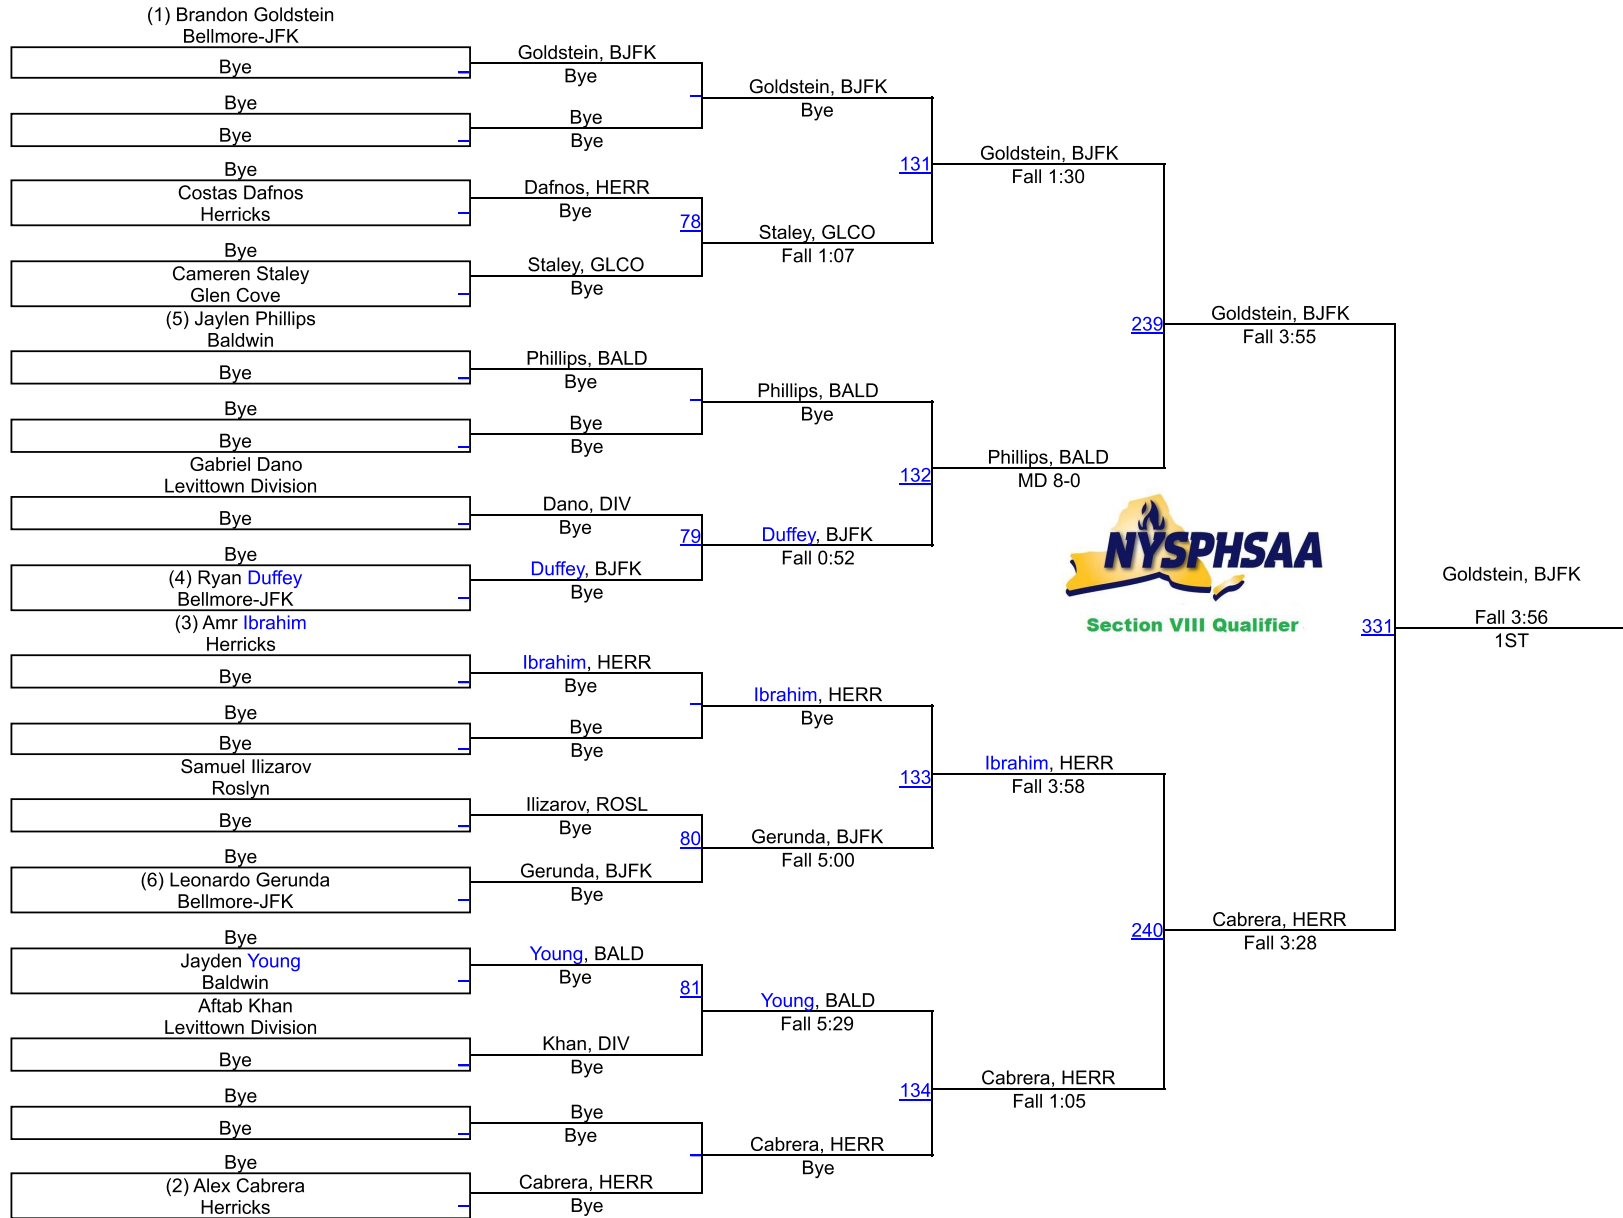 (1) Brandon Goldstein
Bellmore-JFK
Bye
Bye
Bye
Bye
Costas Dafnos
Herricks
Bye
Cameren Staley
Glen Cove
(5) Jaylen Phillips
Baldwin
Bye
Bye
Bye
Gabriel Dano
Levittown Division
Bye
Bye
(4) Ryan Duffey
Bellmore-JFK
(3) Amr Ibrahim
Herricks
Bye
Bye
Bye
Samuel Ilizarov
Roslyn
Bye
Bye
(6) Leonardo Gerunda
Bellmore-JFK
Bye
Jayden Young
Baldwin
Aftab Khan
Levittown Division
Bye
Bye
Bye
Bye
(2) Alex Cabrera
Herricks
Goldstein, BJFK
Bye
Bye
Bye
Dafnos, HERR
Bye
78
Staley, GLCO
Bye
Phillips, BALD
Bye
Bye
Bye
Dano, DIV
Bye
79
Duffey, BJFK
Bye
Ibrahim, HERR
Bye
Bye
Bye
Ilizarov, ROSL
Bye
80
Gerunda, BJFK
Bye
Young, BALD
Bye
81
Khan, DIV
Bye
Bye
Bye
Cabrera, HERR
Bye
Goldstein, BJFK
Bye
131
Staley, GLCO
Fall 1:07
Phillips, BALD
Bye
132
Duffey, BJFK
Fall 0:52
Ibrahim, HERR
Bye
133
Gerunda, BJFK
Fall 5:00
Young, BALD
Fall 5:29
134
Cabrera, HERR
Bye
Goldstein, BJFK
Fall 1:30
239
Phillips, BALD
MD 8-0
Ibrahim, HERR
Fall 3:58
240
Cabrera, HERR
Fall 1:05
Goldstein, BJFK
Fall 3:55
NYSPHSAA
Section VIII Qualifier
331
Cabrera, HERR
Fall 3:28
Goldstein, BJFK
Fall 3:56
1ST